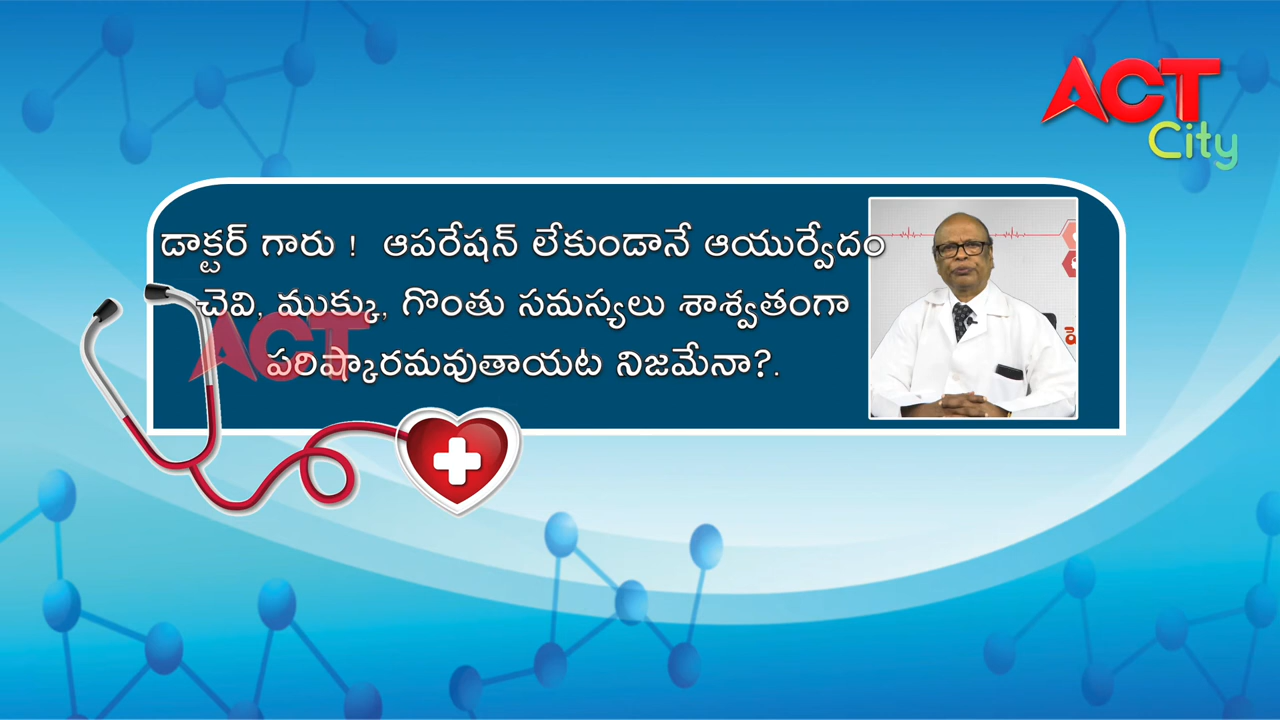 ACT
City
డాక్టర్ గారు ! ఆపరేషన్ లేకుండానే ఆయుర్వేదం
చెవి, ముక్కు, గొంతు సమస్యలు శాశ్వతంగా
పరిష్కారమవుతాయట నిజమేనా?.
ACT